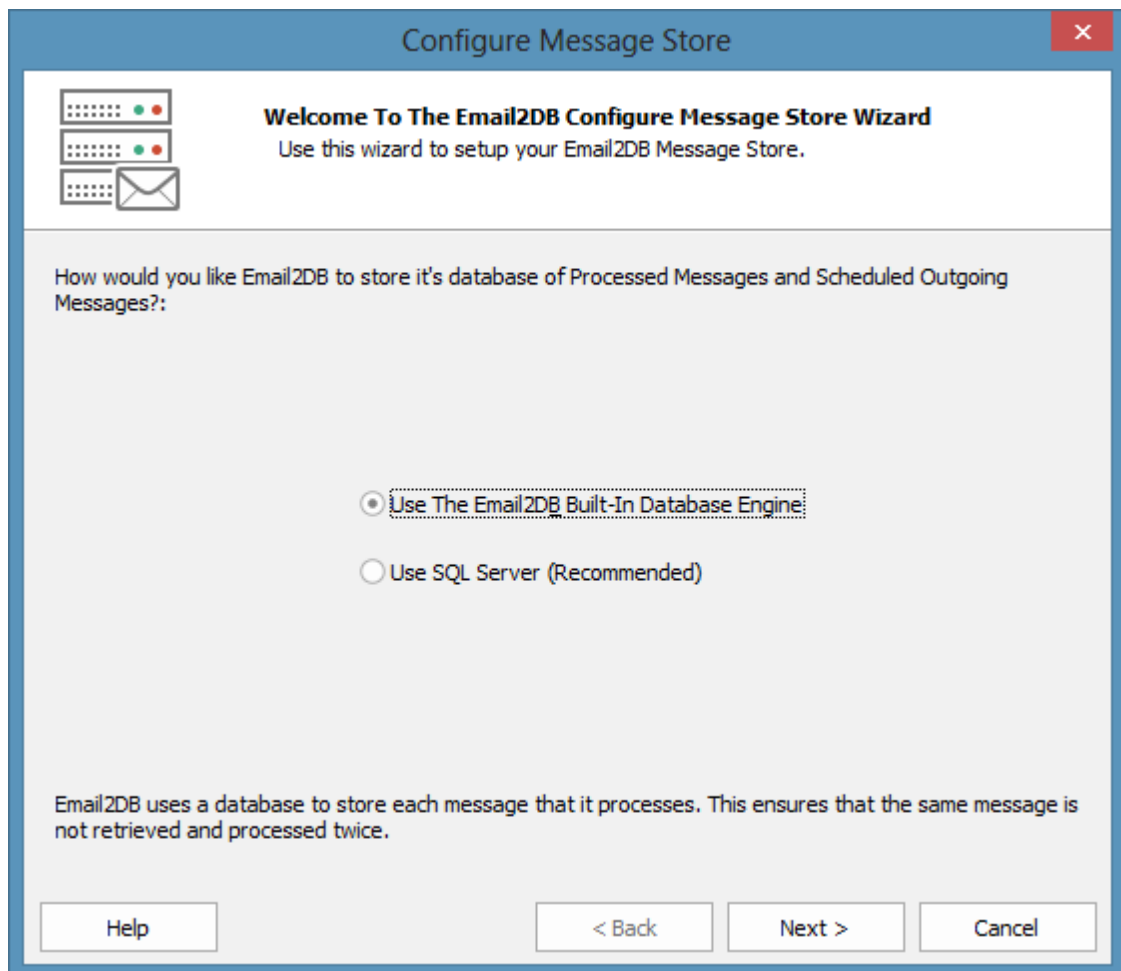 Configure Message Store
Welcome To The Email2DB Configure Message Store Wizard
Use this wizard to setup your Email2DB Message Store.
How would you like Email2DB to store it's database of Processed Messages and Scheduled Outgoing
Messages?:
Use The Email2DB Built-In Database Engine
Use SQL Server (Recommended)
Email2DB uses a database to store each message that it processes. This ensures that the same message is
not retrieved and processed twice.
Help
< Back
Next >
Cancel